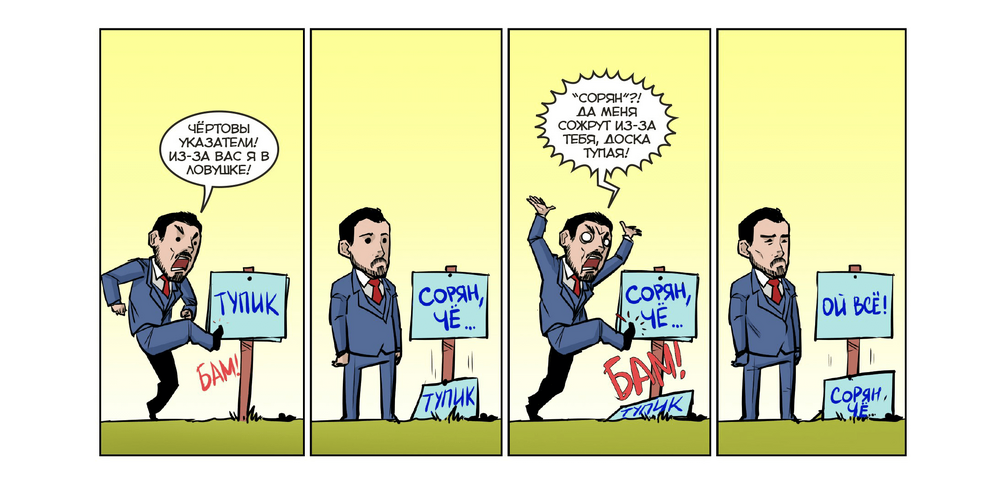 ЧЁРТОВЫ
УКАЗАТЕЛИ!
ИЗ-ЗА ВАС Я В
ЛОВУШКЕ!
ТУПИК
БАМ!
СОРЯН,
ЧЁ...
ТУПИК
"СОРЯН"?!
ДА МЕНЯ
СОЖРУТ ИЗ-ЗА
ТЕБЯ, ДОСКА
ТУПАЯ!
СОРЯН,
ЧЁ...
БАМ!
ТУПИК
ОЙ ВСЁ!
СОРЯН,
ЧЁ...